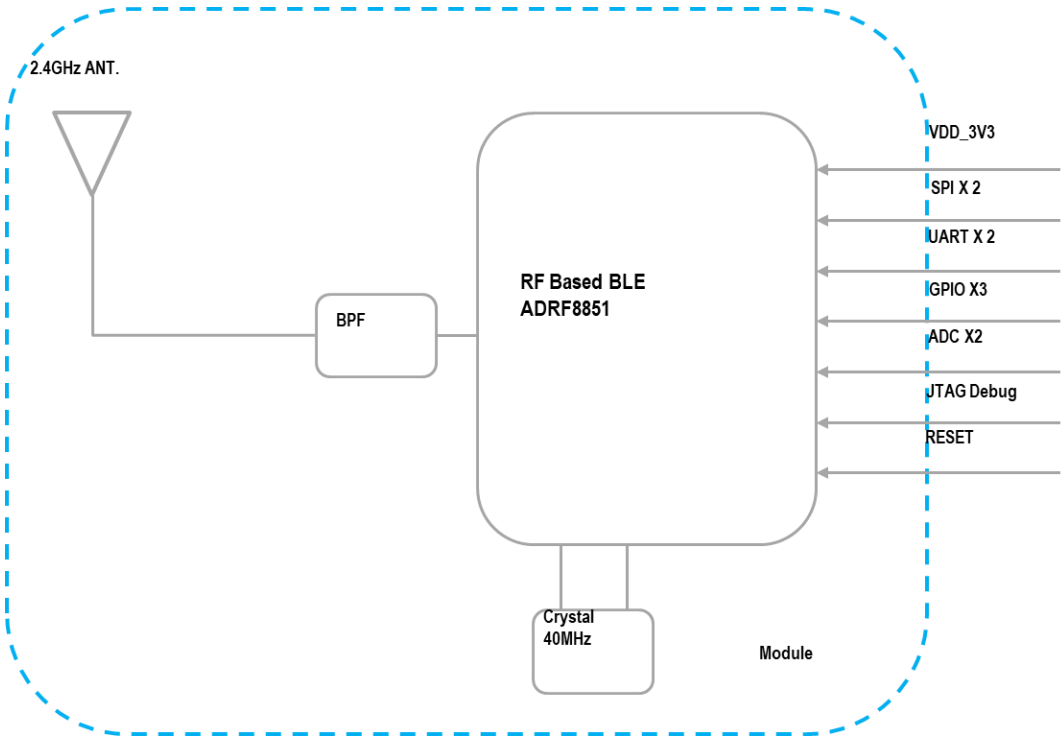 2.4GHz ANT.
VDD_3V3
SPI X 2
UART X 2
RF Based BLE
ADRF8851
GPIO X3
BPF
ADC X2
JTAG Debug
RESET
Crystal
40MHz
Module